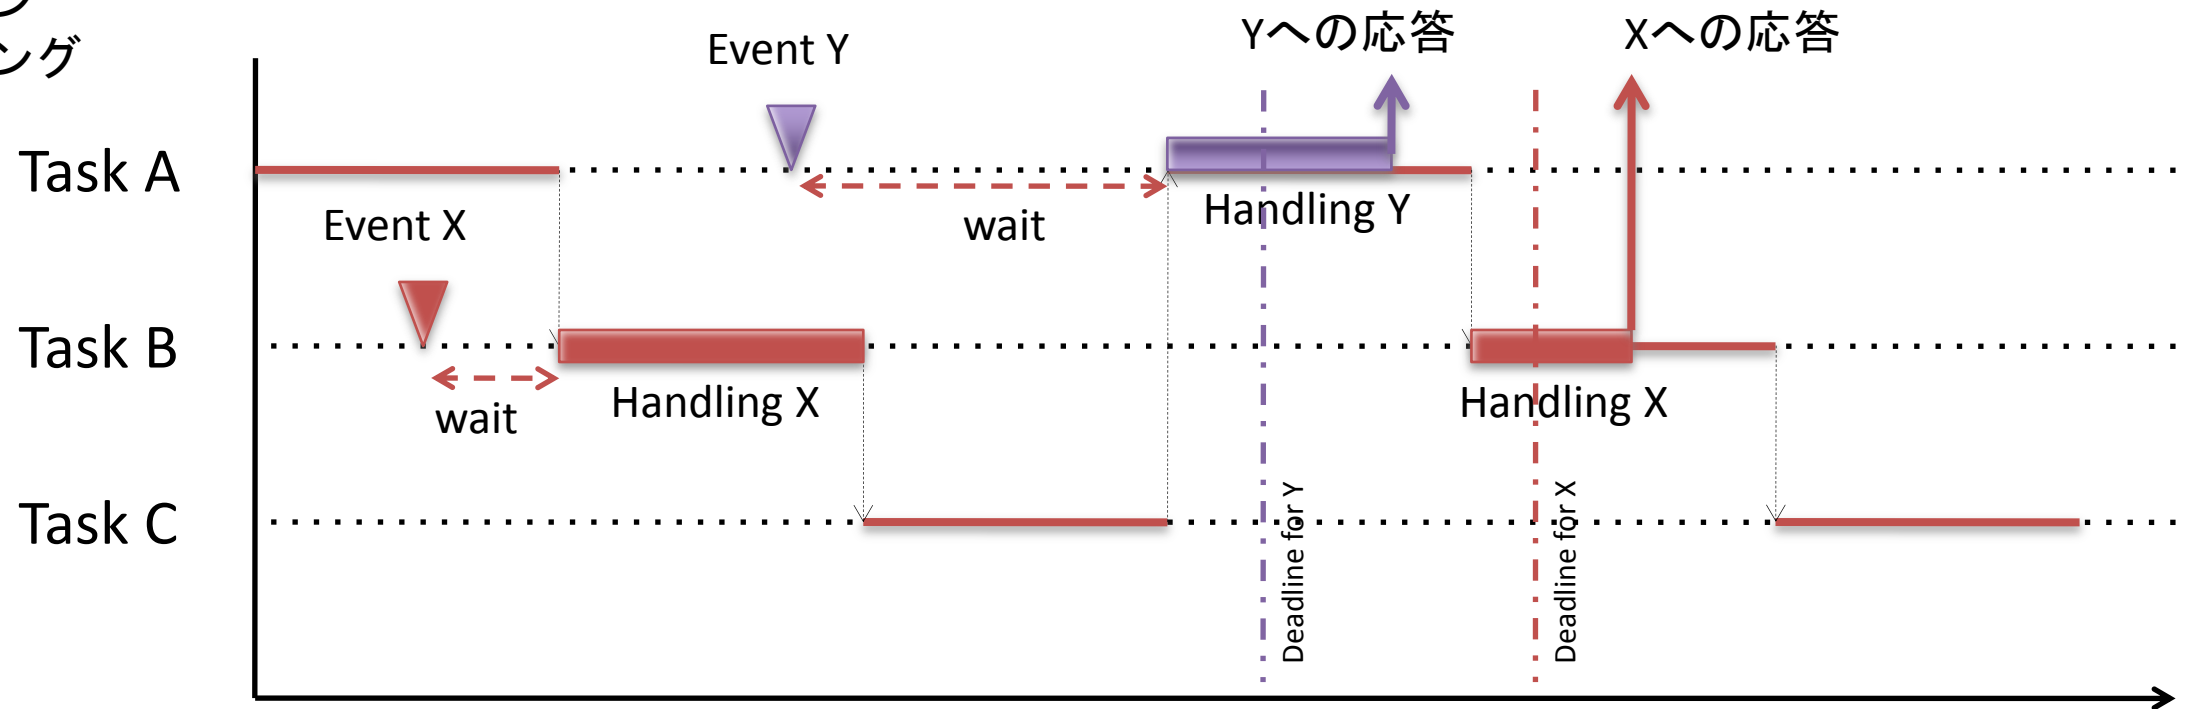 ング
Event Y
Yへの応答
Xへの応答
Task A
Event X
wait
Handling Y
Task B
wait
Handling X
Handling X
Task C
Deadline for Y
Deadline for X